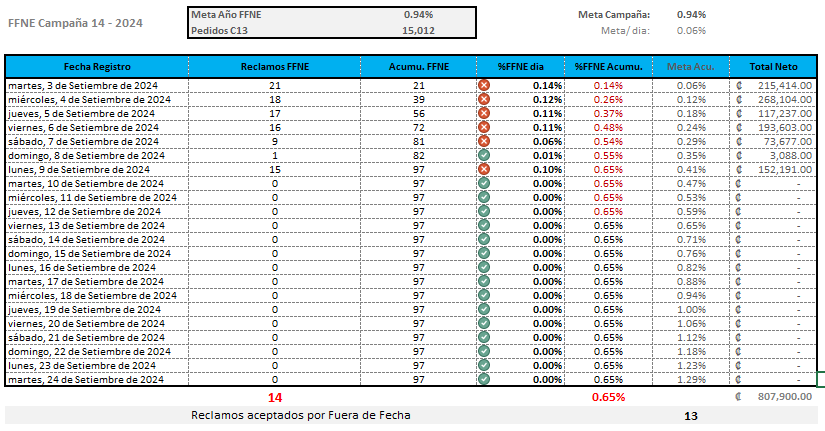 FFNE Campaña 14 - 2024
Meta Año FFNE 0.94%
Pedidos C13 15,012
Meta Campaña: 0.94%
Meta/ dia: 0.06%
Fecha Registro Reclamos FFNE Acumu. FFNE %FFNE dia %FFNE Acumu. Meta Acu. Total Neto
martes, 3 de Setiembre de 2024 21 21 0.14% 0.14% 0.06% ₡ 215,414.00
miércoles, 4 de Setiembre de 2024 18 39 0.12% 0.26% 0.12% ₡ 268,104.00
jueves, 5 de Setiembre de 2024 17 56 0.11% 0.37% 0.18% ₡ 117,237.00
viernes, 6 de Setiembre de 2024 16 72 0.11% 0.48% 0.24% ₡ 193,603.00
sábado, 7 de Setiembre de 2024 9 81 0.06% 0.54% 0.29% ₡ 73,677.00
domingo, 8 de Setiembre de 2024 1 82 0.01% 0.55% 0.35% ₡ 3,088.00
lunes, 9 de Setiembre de 2024 15 97 0.10% 0.65% 0.41% ₡ 152,191.00
martes, 10 de Setiembre de 2024 0 97 0.00% 0.65% 0.47% ₡ -
miércoles, 11 de Setiembre de 2024 0 97 0.00% 0.65% 0.53% ₡ -
jueves, 12 de Setiembre de 2024 0 97 0.00% 0.65% 0.59% ₡ -
viernes, 13 de Setiembre de 2024 0 97 0.00% 0.65% 0.65% ₡ -
sábado, 14 de Setiembre de 2024 0 97 0.00% 0.65% 0.71% ₡ -
domingo, 15 de Setiembre de 2024 0 97 0.00% 0.65% 0.76% ₡ -
lunes, 16 de Setiembre de 2024 0 97 0.00% 0.65% 0.82% ₡ -
martes, 17 de Setiembre de 2024 0 97 0.00% 0.65% 0.88% ₡ -
miércoles, 18 de Setiembre de 2024 0 97 0.00% 0.65% 0.94% ₡ -
jueves, 19 de Setiembre de 2024 0 97 0.00% 0.65% 1.00% ₡ -
viernes, 20 de Setiembre de 2024 0 97 0.00% 0.65% 1.06% ₡ -
sábado, 21 de Setiembre de 2024 0 97 0.00% 0.65% 1.12% ₡ -
domingo, 22 de Setiembre de 2024 0 97 0.00% 0.65% 1.18% ₡ -
lunes, 23 de Setiembre de 2024 0 97 0.00% 0.65% 1.23% ₡ -
martes, 24 de Setiembre de 2024 0 97 0.00% 0.65% 1.29% ₡ -
14 0.65% ₡ 807,900.00
Reclamos aceptados por Fuera de Fecha 13